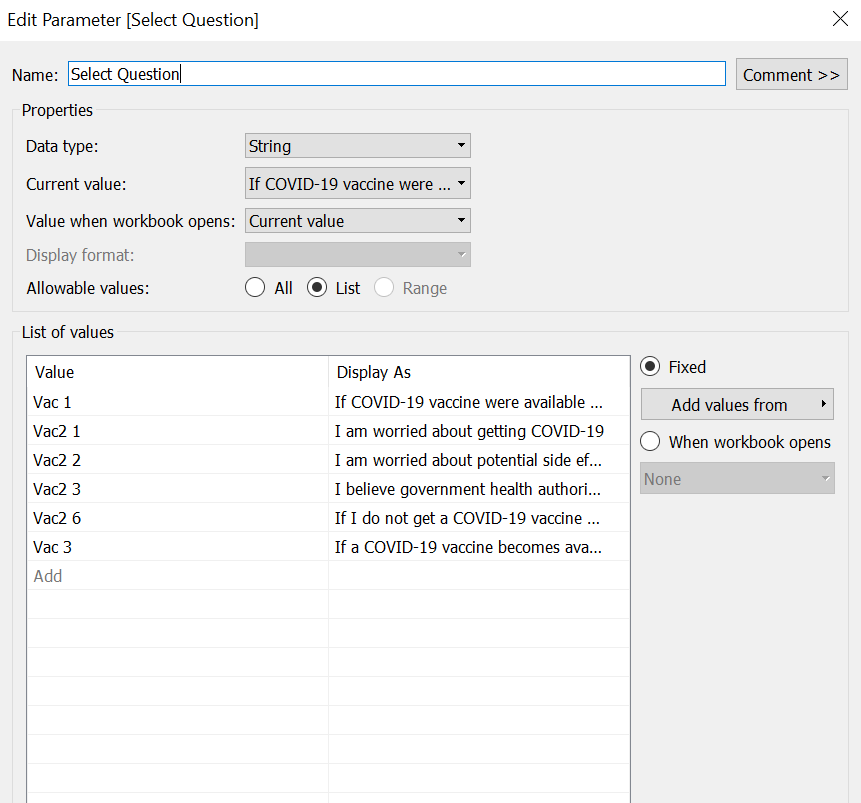 Edit Parameter [Select Question]
Name: Select Question Comment >>
Properties
Data type: String
Current value: If COVID-19 vaccine were ...
Value when workbook opens: Current value
Display format:
Allowable values: All List Range
List of values
Value Display As Fixed
Vac 1 If COVID-19 vaccine were available ... Add values from
Vac2 1 I am worried about getting COVID-19 When workbook opens
Vac2 2 I am worried about potential side ef... None
Vac2 3 I believe government health authori...
Vac2 6 If I do not get a COVID-19 vaccine ...
Vac 3 If a COVID-19 vaccine becomes ava...
Add